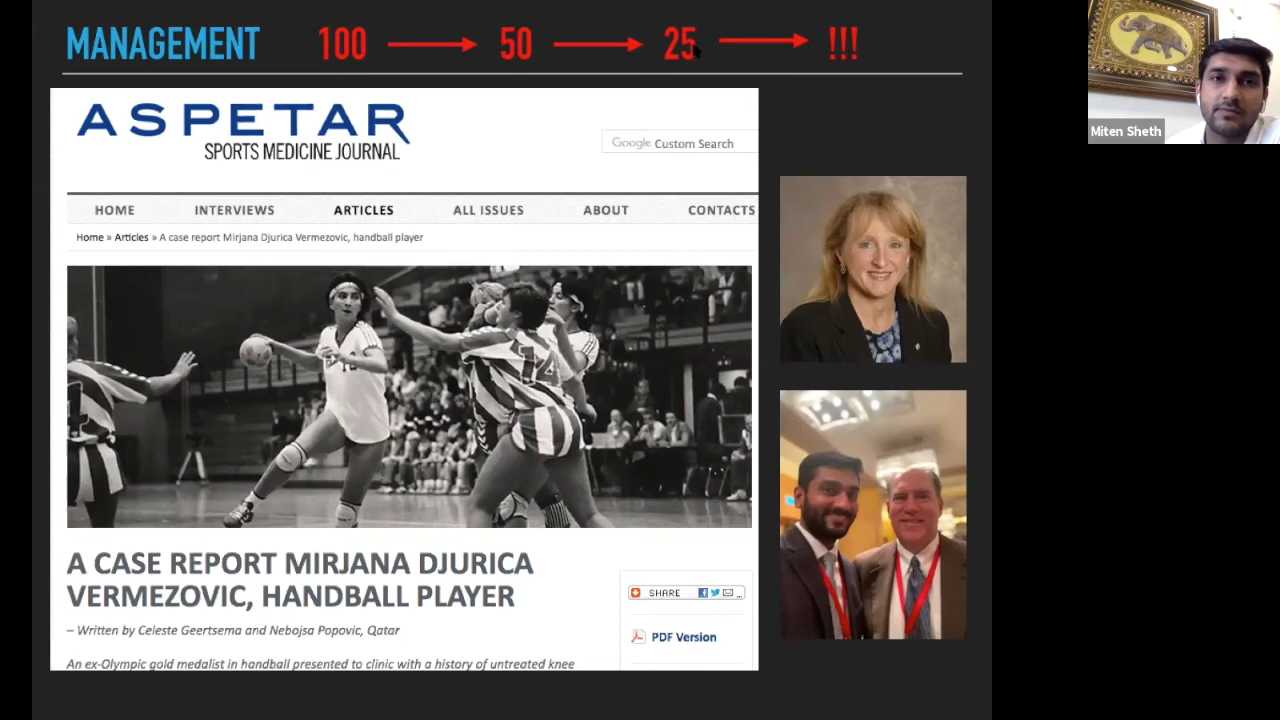 MANAGEMENT 100 50 25 !!!
Miten Sheth
ASPETAR
SPORTS MEDICINE JOURNAL
Google Custom Search
HOME INTERVIEWS ARTICLES ALL ISSUES ABOUT CONTACTS
Home » Articles » A case report Mirjana Djurica Vermezovic, handball player
14
A CASE REPORT MIRJANA DJURICA
VERMEZOVIC, HANDBALL PLAYER
– Written by Celeste Geertsema and Nebojsa Popovic, Qatar
SHARE
PDF Version
An ex-Olympic gold medalist in handball presented to clinic with a history of untreated knee